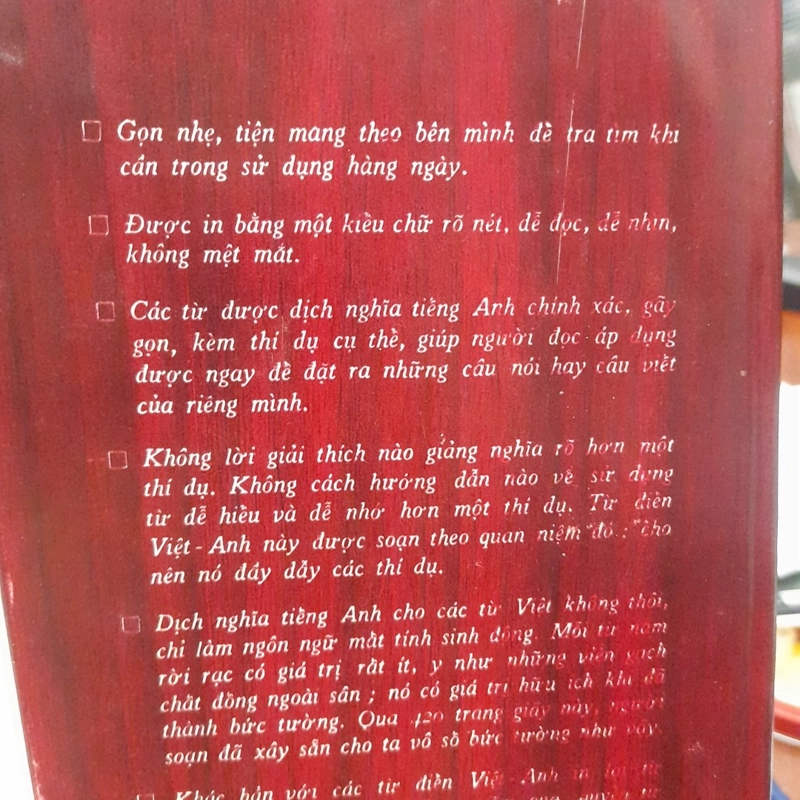 □ Gọn nhẹ, tiện mang theo bên mình để tra tìm khi
cần trong sử dụng hàng ngày.
□ Được in bằng một kiểu chữ rõ nét, dễ đọc, dễ nhìn,
không mệt mắt.
□ Các từ được dịch nghĩa tiếng Anh chính xác, gãy
gọn, kèm thí dụ cụ thể, giúp người đọc áp dụng
được ngay để đặt ra những câu nói hay câu viết
của riêng mình.
□ Không lời giải thích nào giảng nghĩa rõ hơn một
thí dụ. Không cách hướng dẫn nào về sử dụng
từ dễ hiểu và dễ nhớ hơn một thí dụ. Từ điển
Việt-Anh này được soạn theo quan niệm đó : cho
nên nó đầy dẫy các thí dụ.
□ Dịch nghĩa tiếng Anh cho các từ Việt không thôi,
chỉ làm ngôn ngữ mất tính sinh động. Mỗi từ nằm
rời rạc có giá trị rất ít, y như những viên gạch
chất đống ngoài sân ; nó có giá trị hữu ích khi đã
thành bức tường. Qua 420 trang giấy này, người
soạn đã xây sẵn cho ta vô số bức tường như vậy.
□ Khác hẳn với các từ điển Việt Anh in lại từ